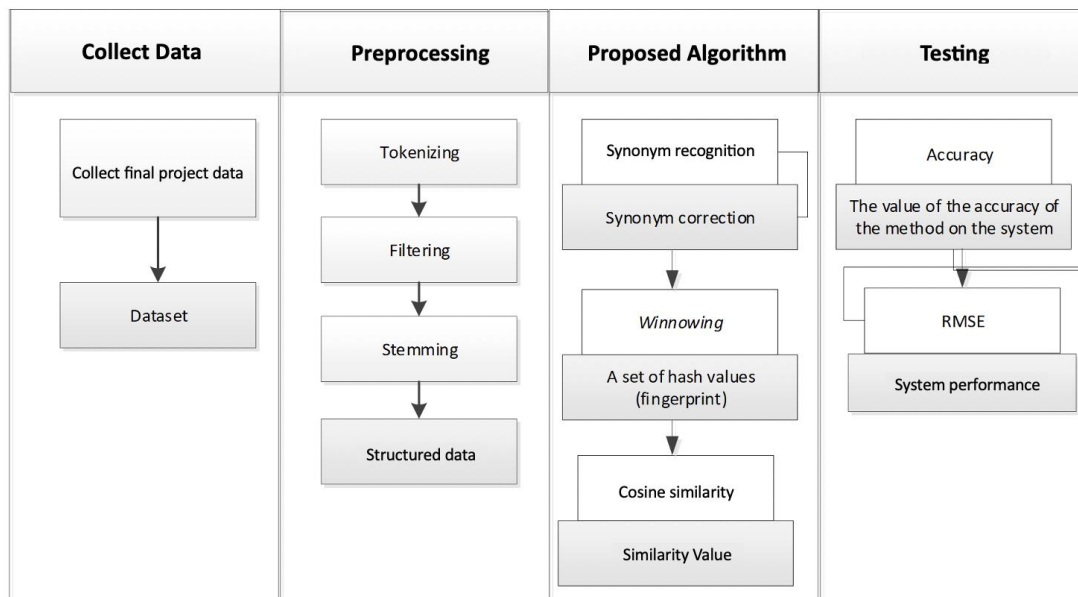 Collect Data
Preprocessing
Proposed Algorithm
Testing
Collect final project data
Dataset
Tokenizing
Filtering
Stemming
Structured data
Synonym recognition
Synonym correction
Winnowing
A set of hash values
(fingerprint)
Cosine similarity
Similarity Value
Accuracy
The value of the accuracy of
the method on the system
RMSE
System performance